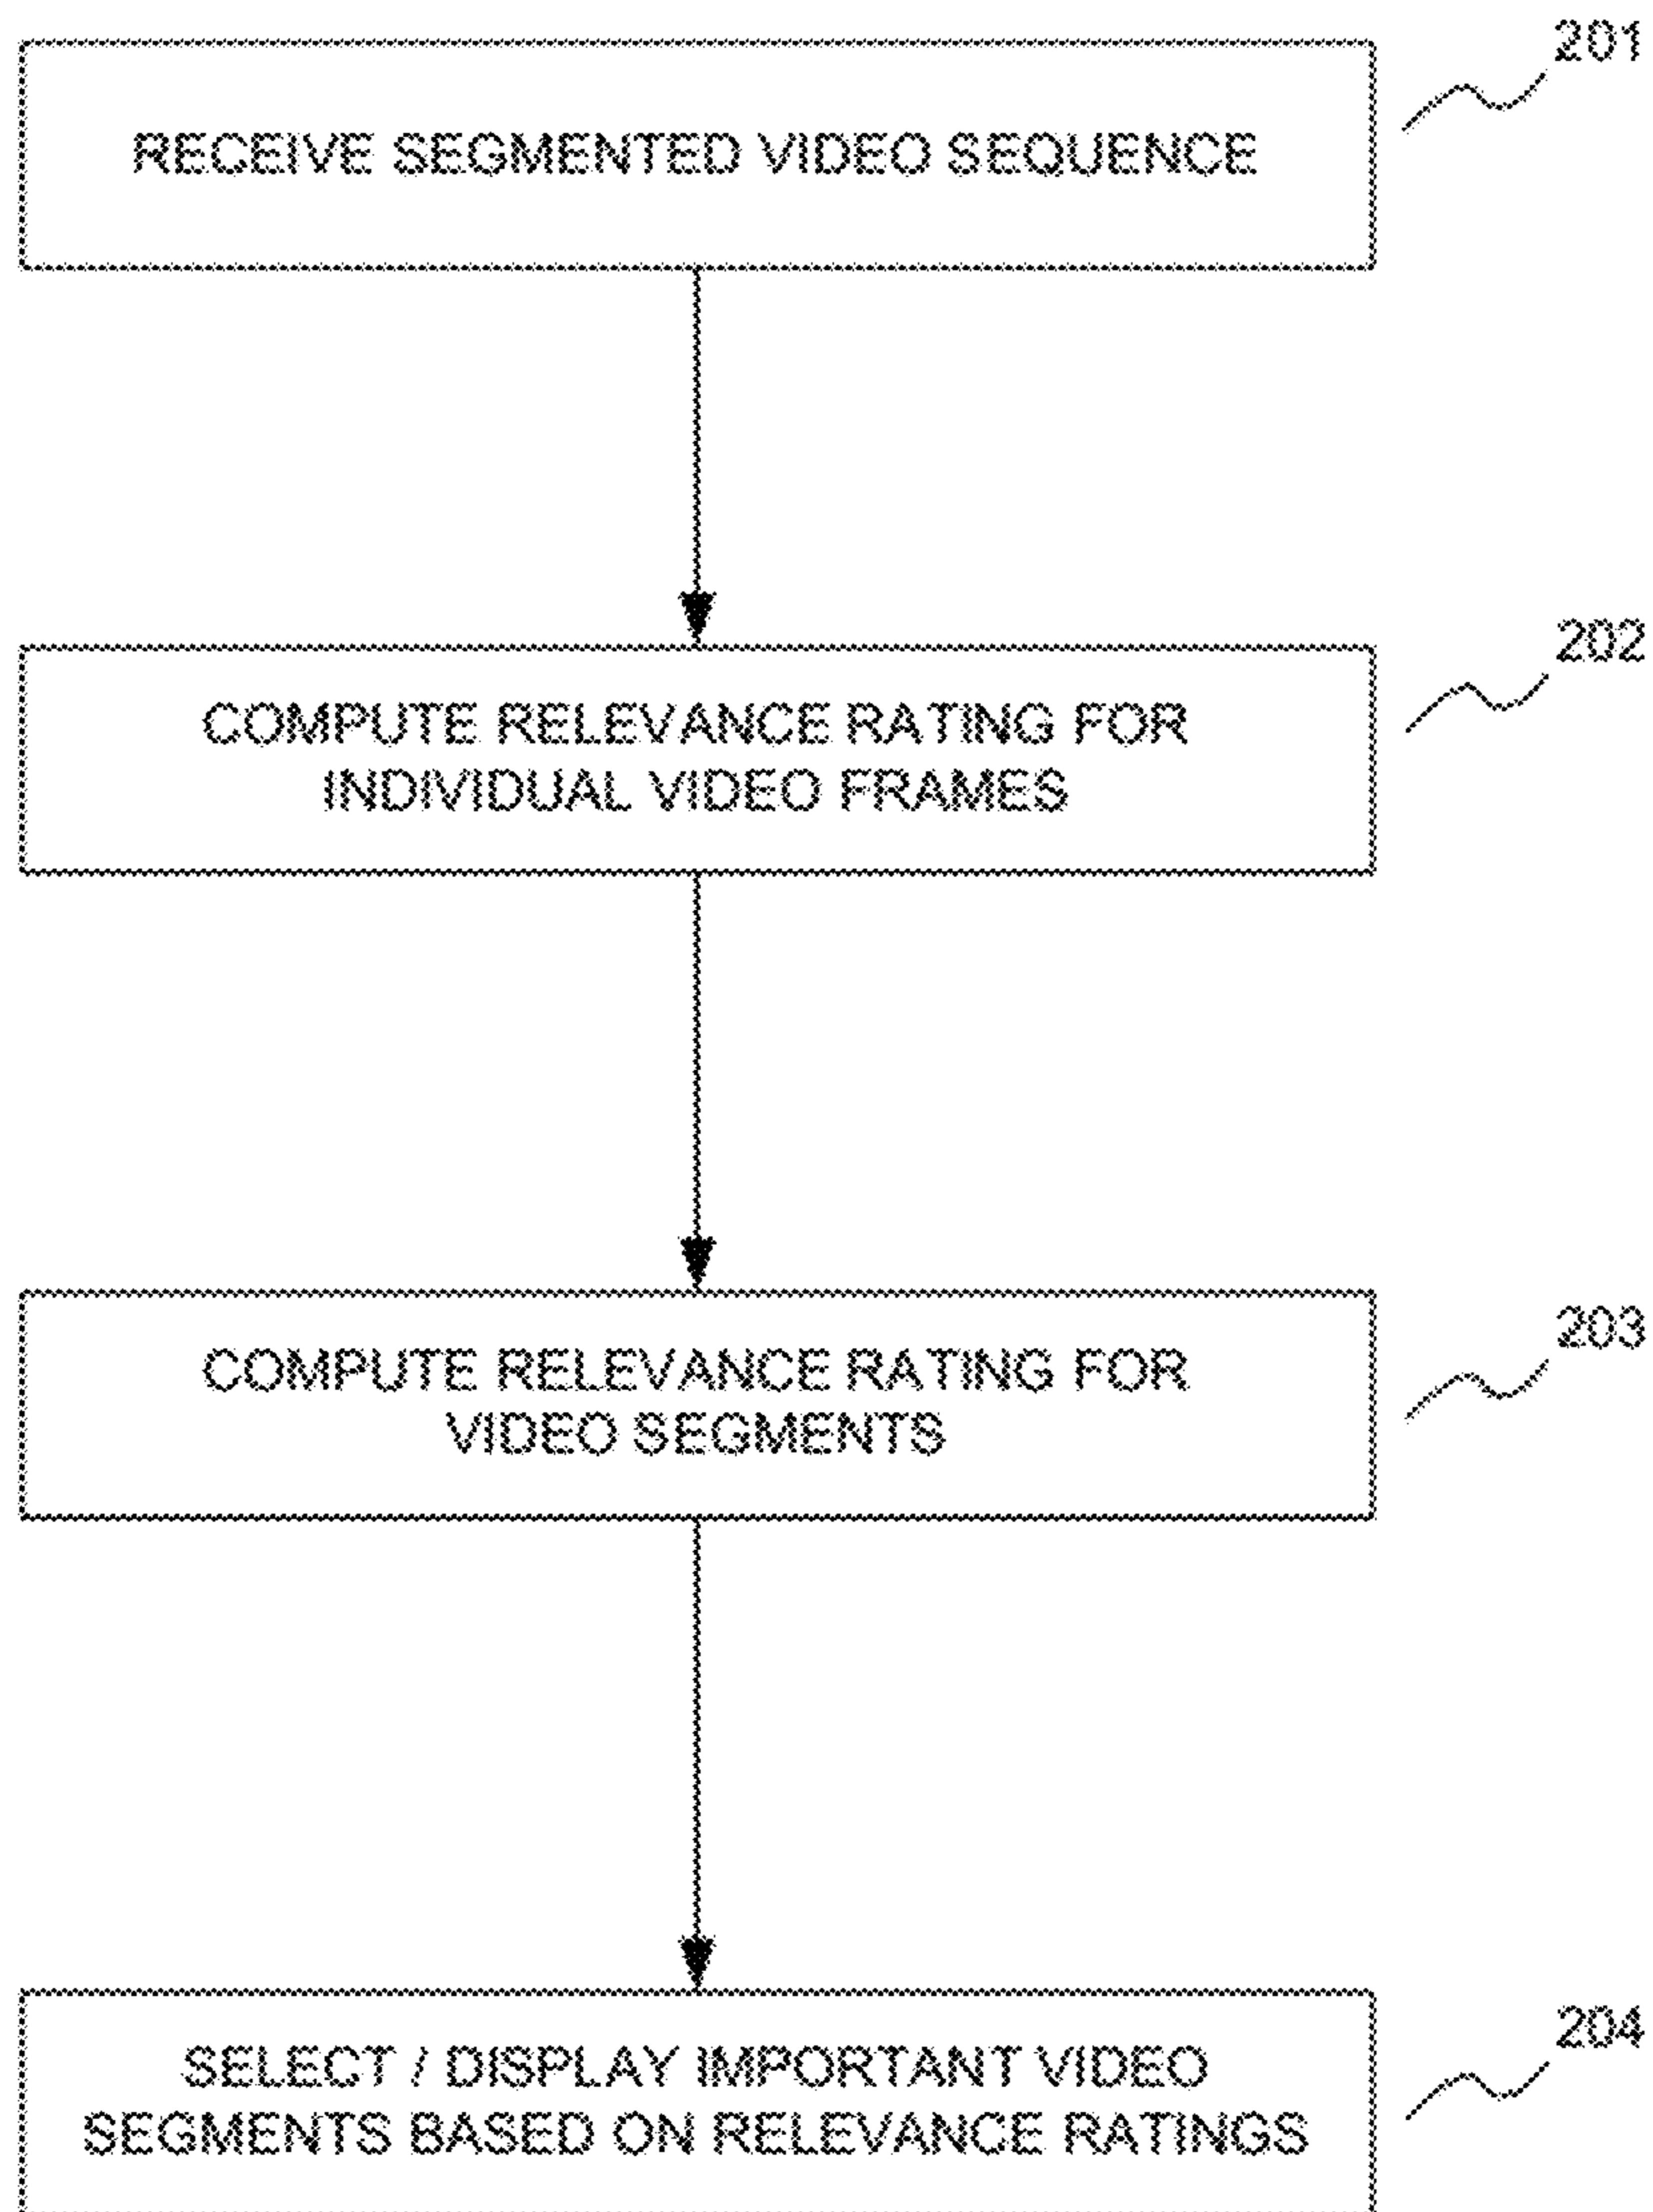 201
RECEIVE SEGMENTED VIDEO SEQUENCE
202
COMPUTE RELEVANCE RATING FOR
INDIVIDUAL VIDEO FRAMES
203
COMPUTE RELEVANCE RATING FOR
VIDEO SEGMENTS
204
SELECT / DISPLAY IMPORTANT VIDEO
SEGMENTS BASED ON RELEVANCE RATINGS